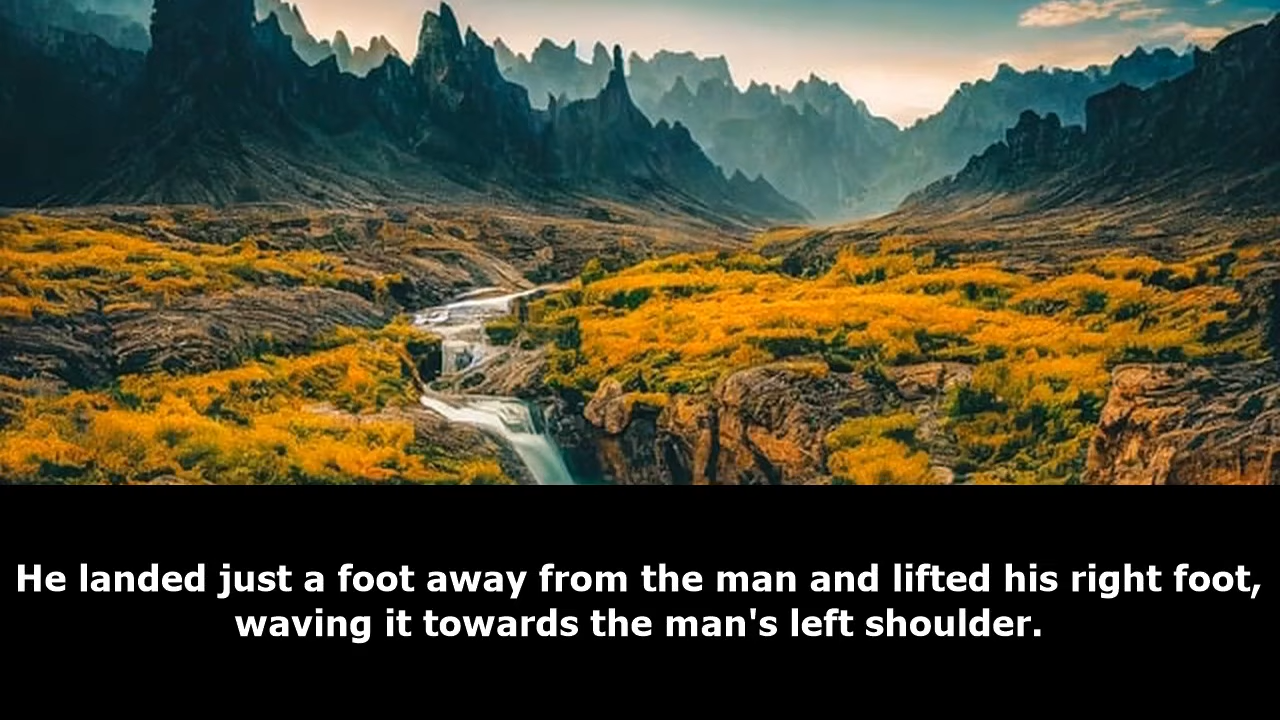 He landed just a foot away from the man and lifted his right foot,
waving it towards the man's left shoulder.